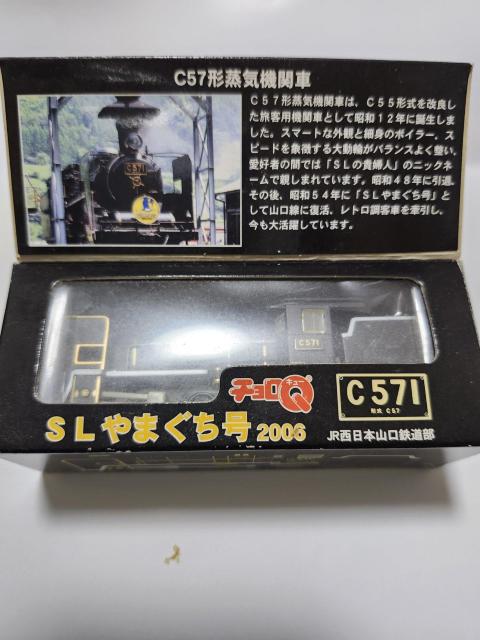 C57形蒸気機関車
C57形蒸気機関車は、C55形式を改良し
た旅客用機関車として昭和12年に誕生し
ました。スマートな外観と細身のボイラー、ス
ピードを象徴する大動輪がバランスよく整い、
愛好者の間では「SLの貴婦人」のニックネ
ームで親しまれています。昭和48年に引退、
その後、昭和54年に「SLやまぐち号」と
して山口線に復活、レトロ調客車を牽引し、
今も大活躍しています。
C571
C571
チョロQ
キュー
C571
形式 C57
SLやまぐち号 2006
JR西日本山口鉄道部